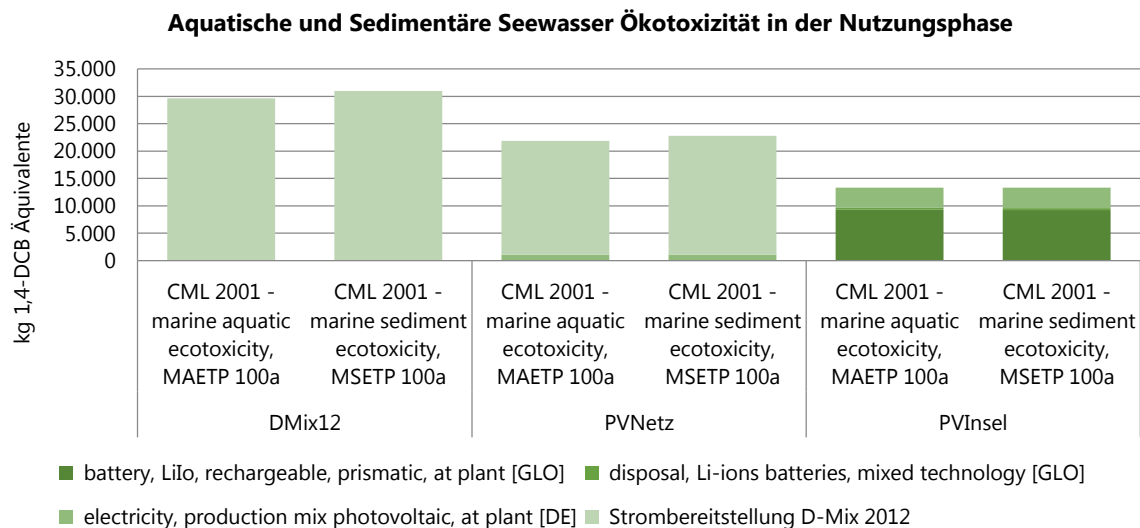 Aquatische und Sedimentäre Seewasser Ökotoxizität in der Nutzungsphase
kg 1,4-DCB Äquivalente
35.000
30.000
25.000
20.000
15.000
10.000
5.000
0
CML 2001 -
marine aquatic
ecotoxicity,
MAETP 100a
CML 2001 -
marine sediment
ecotoxicity,
MSETP 100a
CML 2001 -
marine aquatic
ecotoxicity,
MAETP 100a
CML 2001 -
marine sediment
ecotoxicity,
MSETP 100a
CML 2001 -
marine aquatic
ecotoxicity,
MAETP 100a
CML 2001 -
marine sediment
ecotoxicity,
MSETP 100a
DMix12
PVNetz
PVInsel
battery, LiIo, rechargeable, prismatic, at plant [GLO]
disposal, Li-ions batteries, mixed technology [GLO]
electricity, production mix photovoltaic, at plant [DE]
Strombereitstellung D-Mix 2012